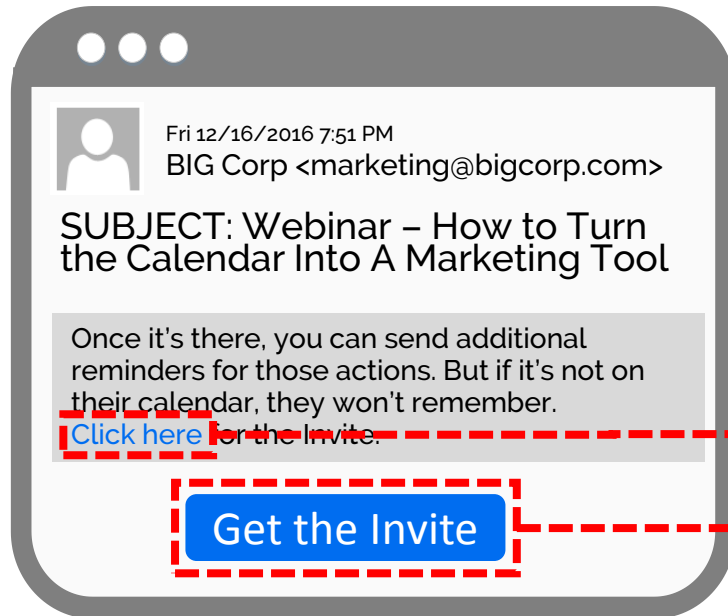 Fri 12/16/2016 7:51 PM
BIG Corp <marketing@bigcorp.com>
SUBJECT: Webinar – How to Turn
the Calendar Into A Marketing Tool
Once it’s there, you can send additional
reminders for those actions. But if it’s not on
their calendar, they won’t remember.
Click here for the Invite.
Get the Invite